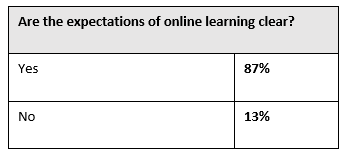 Are the expectations of online learning clear?
Yes 87%
No 13%